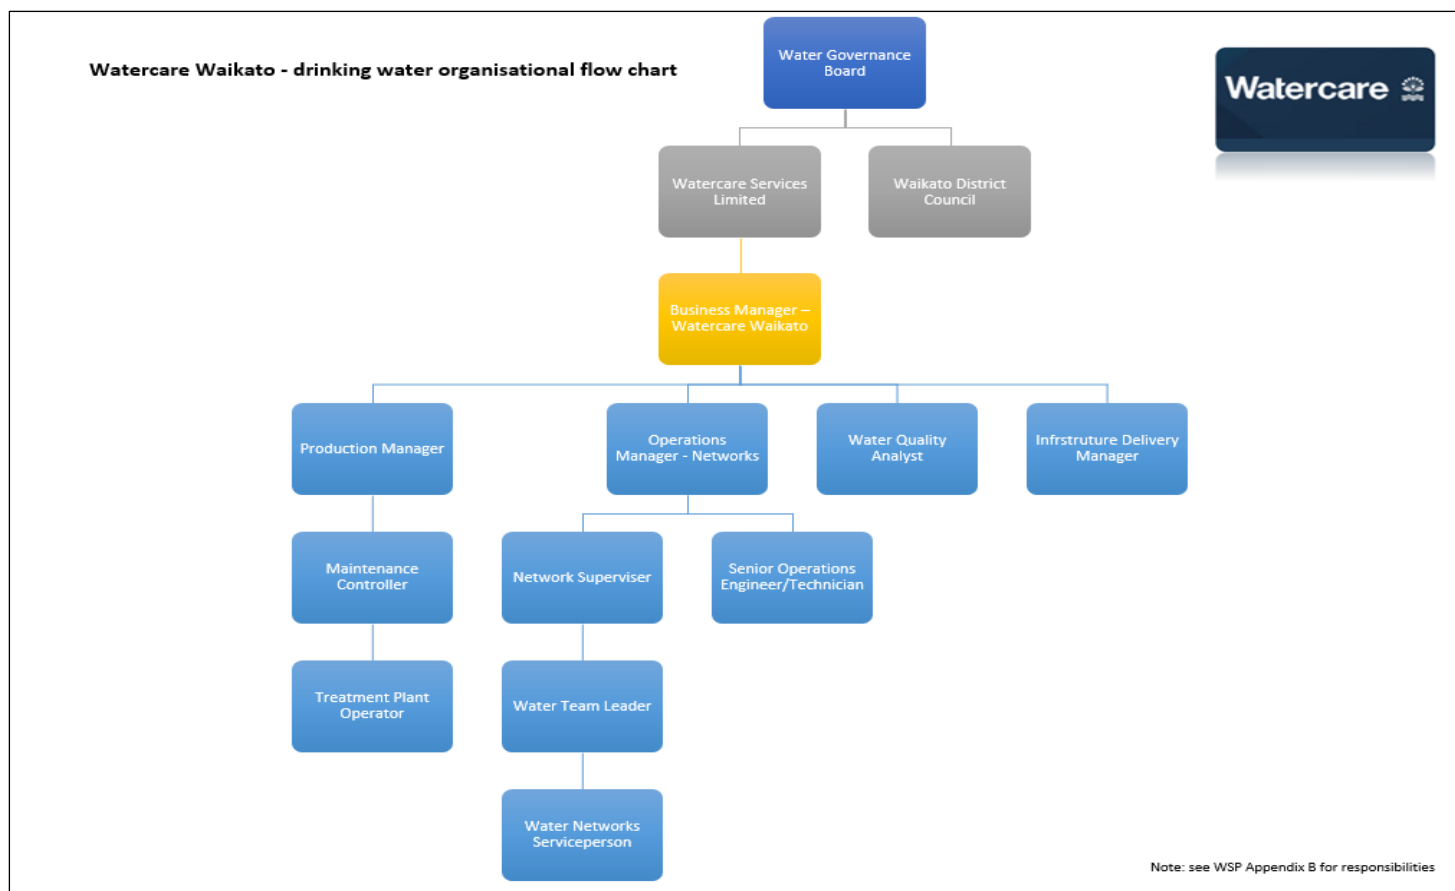 Watercare Waikato - drinking water organisational flow chart
Water Governance
Board
Watercare
Watercare Services
Limited
Waikato District
Council
Business Manager –
Watercare Waikato
Production Manager
Operations
Manager - Networks
Water Quality
Analyst
Infrstruture Delivery
Manager
Maintenance
Controller
Network Superviser
Senior Operations
Engineer/Technician
Treatment Plant
Operator
Water Team Leader
Water Networks
Serviceperson
Note: see WSP Appendix B for responsibilities